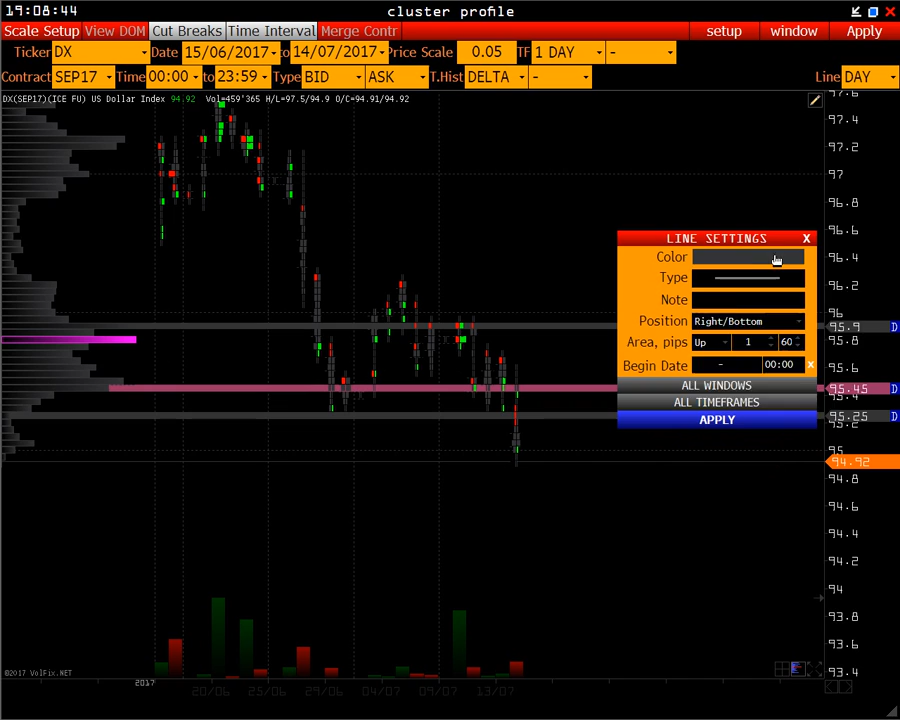 19:08:44
cluster profile
Scale Setup View DOM Cut Breaks Time Interval Merge Contr
setup window Apply
Ticker DX Date 15/06/2017 to 14/07/2017 Price Scale 0.05 TF 1 DAY -
Contract SEP17 Time 00:00 to 23:59 Type BID ASK T.Hist DELTA - Line DAY
DX(SEP17)(ICE FU) US Dollar Index 94.92 Vol=459'365 H/L=97.5/94.9 O/C=94.91/94.92
97.6
97.4
97.2
97
96.8
96.6
96.4
96.2
96
95.9 D
95.8
95.6
95.45 D
95.4
95.25 D
95.2
95
94.92
94.8
94.6
94.4
94.2
94
93.8
93.6
93.4
LINE SETTINGS X
Color
Type
Note
Position Right/Bottom
Area, pips Up 1 60
Begin Date - 00:00 x
ALL WINDOWS
ALL TIMEFRAMES
APPLY
©2017 VolFix.NET
2017
20/06 25/06 29/06 04/07 09/07 13/07